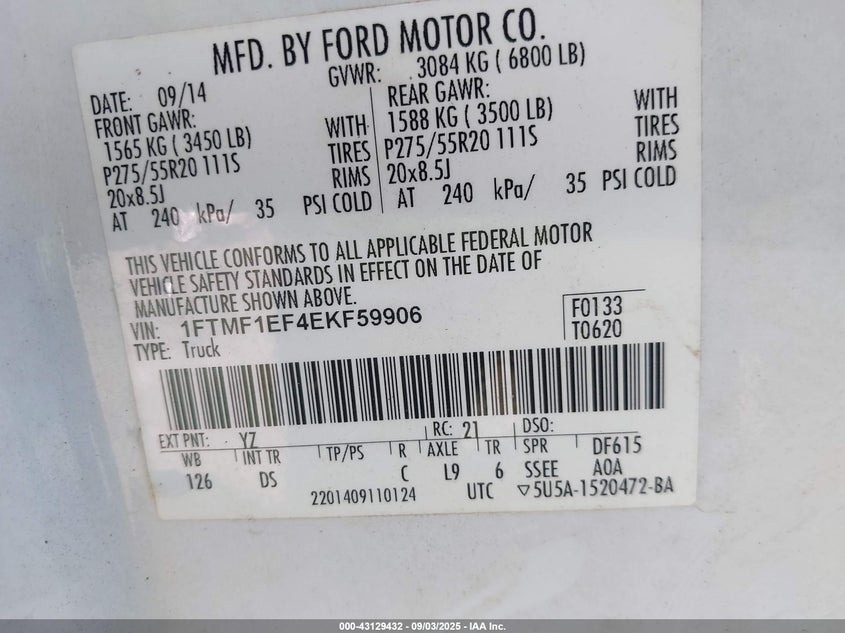 MFD. BY FORD MOTOR CO.
DATE: 09/14 GVWR: 3084 KG ( 6800 LB)
FRONT GAWR: REAR GAWR:
1565 KG ( 3450 LB) WITH 1588 KG ( 3500 LB) WITH
P275/55R20 111S TIRES P275/55R20 111S TIRES
20x8.5J RIMS 20x8.5J RIMS
AT 240 kPa/ 35 PSI COLD AT 240 kPa/ 35 PSI COLD
THIS VEHICLE CONFORMS TO ALL APPLICABLE FEDERAL MOTOR
VEHICLE SAFETY STANDARDS IN EFFECT ON THE DATE OF
MANUFACTURE SHOWN ABOVE.
VIN: 1FTMF1EF4EKF59906 F0133
TYPE: Truck T0620
EXT PNT: YZ RC: 21 DSO:
WB INT TR TP/PS R AXLE TR SPR DF615
126 DS C L9 6 SSEE A0A
2201409110124 UTC ▽5U5A-1520472-BA
000-43129432 - 09/03/2025 - IAA Inc.